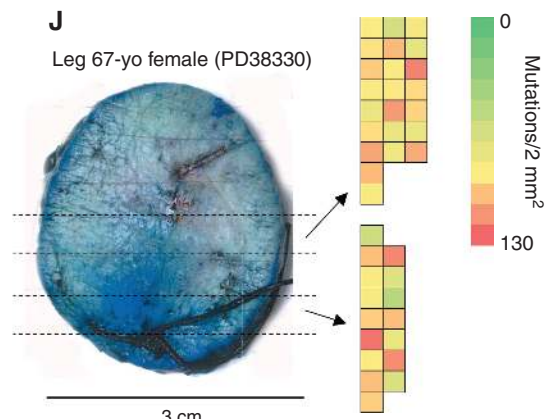 J
Leg 67-yo female (PD38330)
0
Mutations/2 mm²
130
3 cm